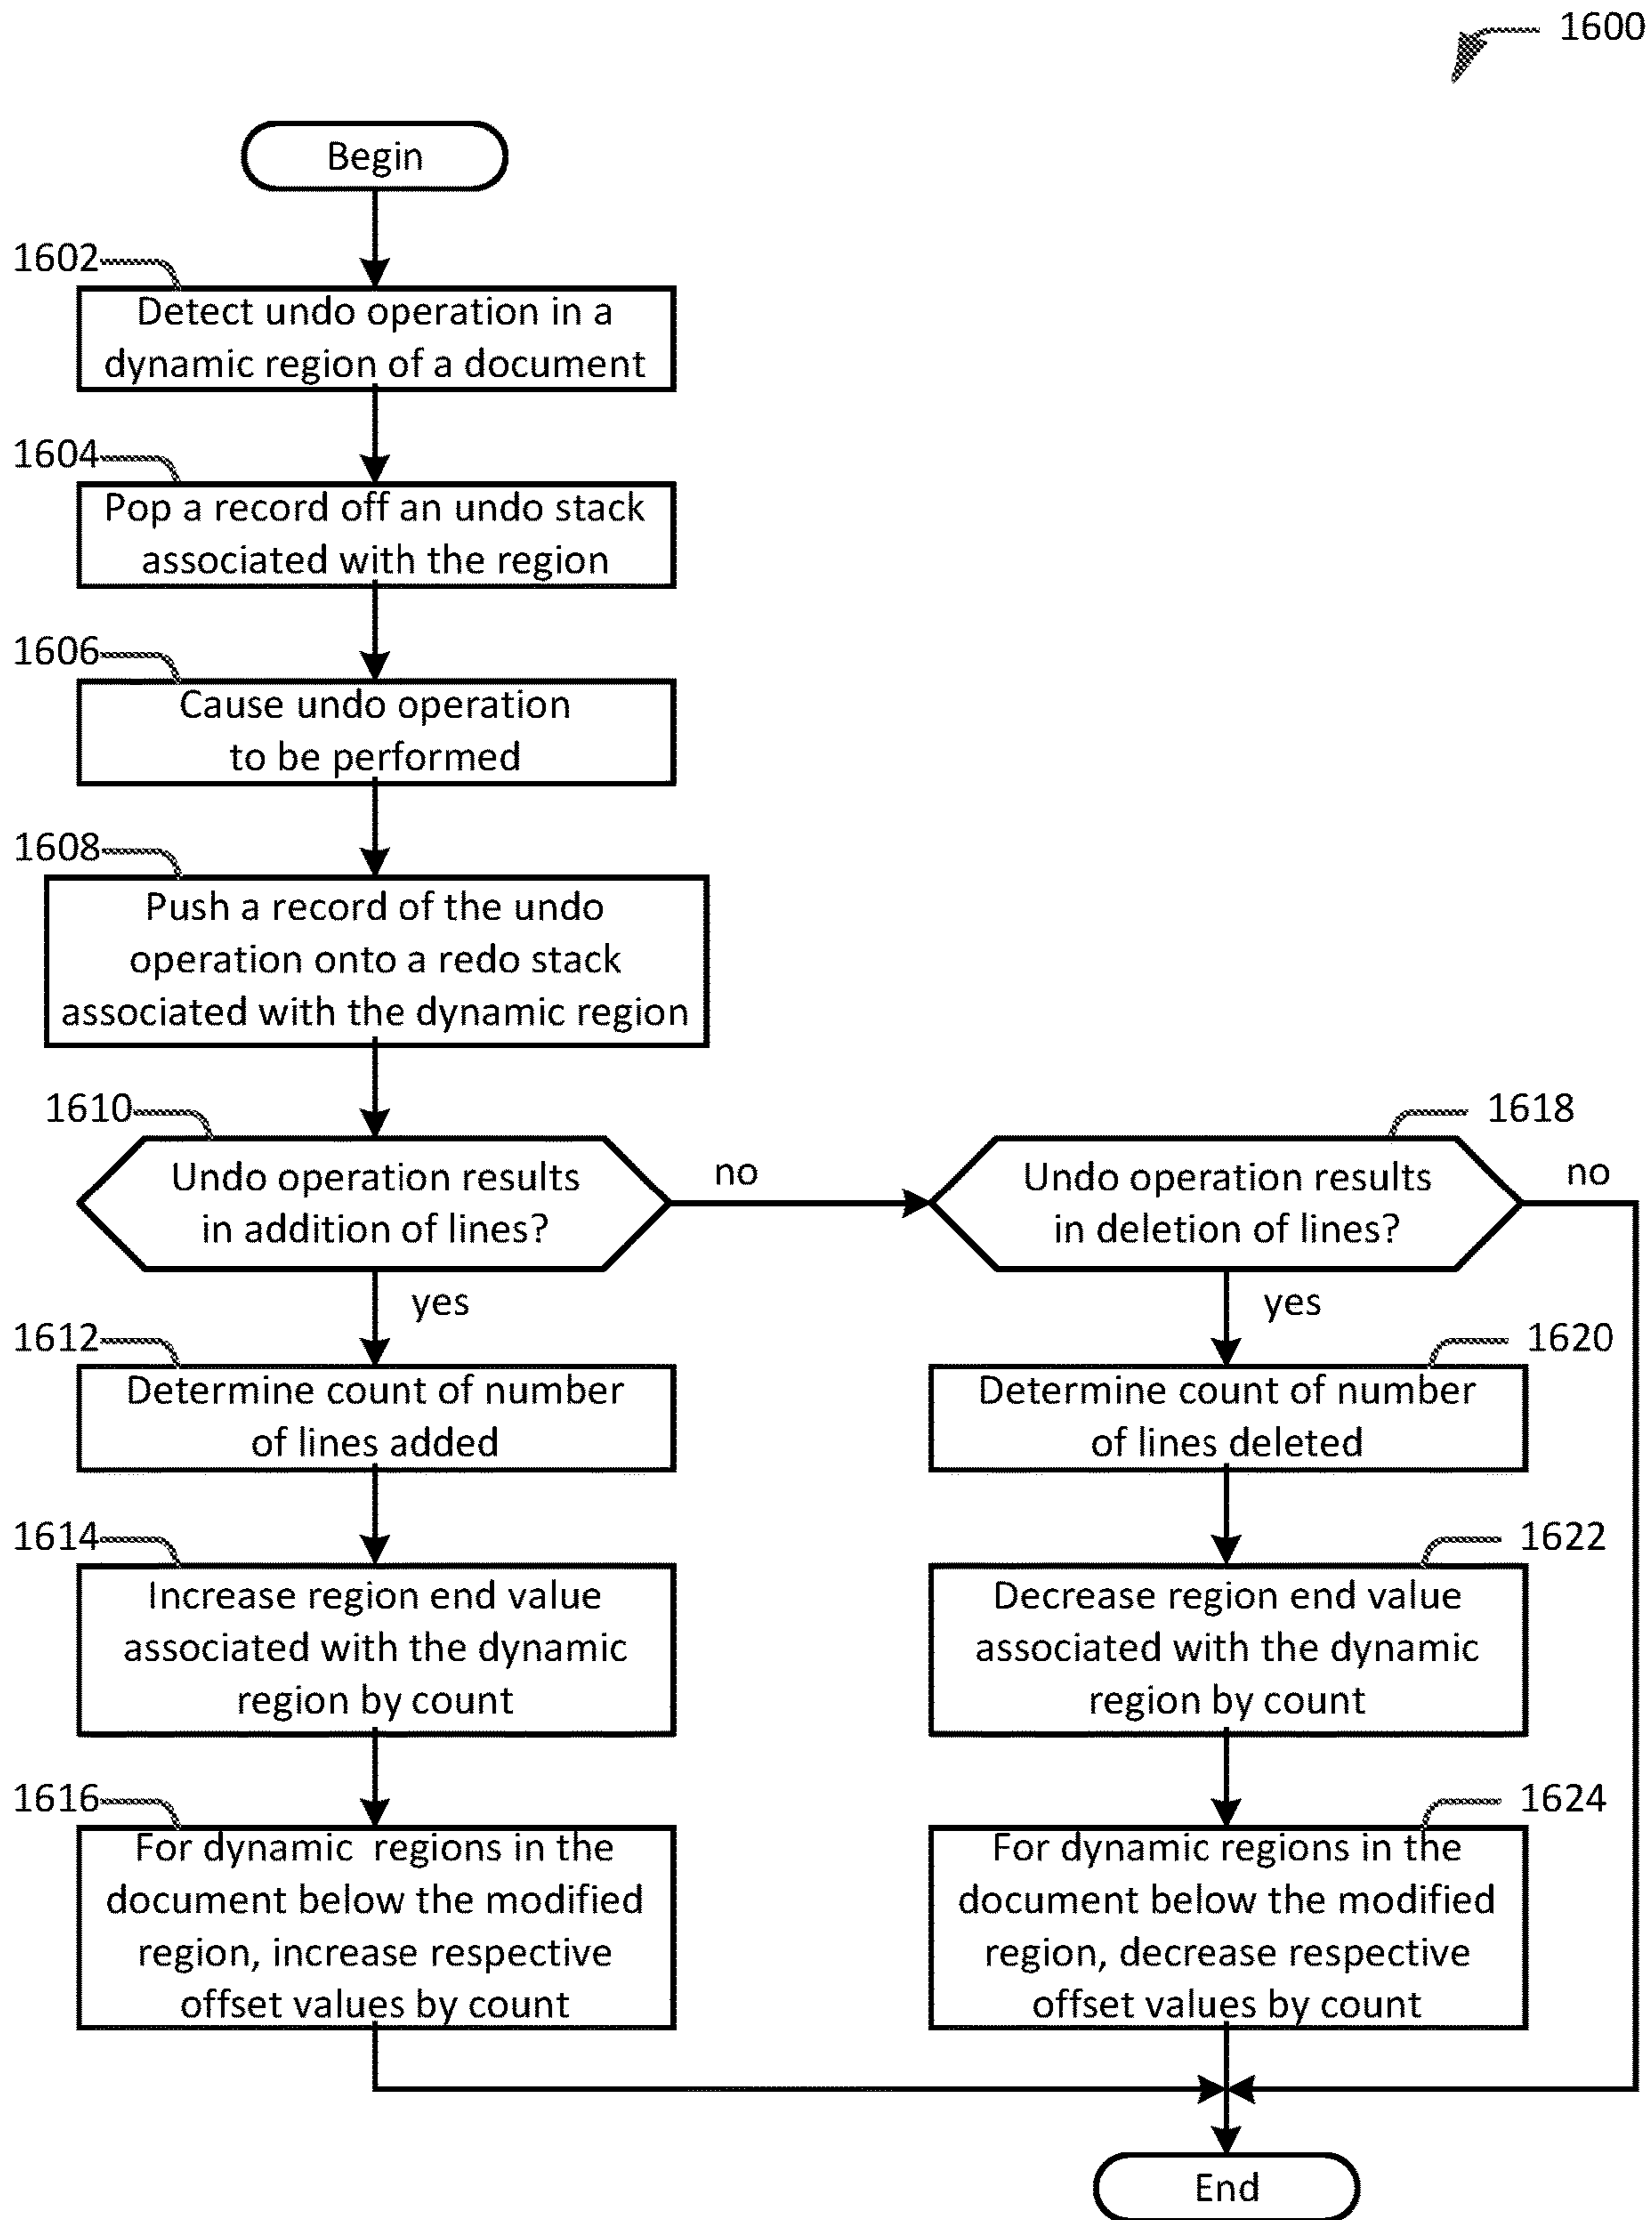 1600
Begin
1602
Detect undo operation in a
dynamic region of a document
1604
Pop a record off an undo stack
associated with the region
1606
Cause undo operation
to be performed
1608
Push a record of the undo
operation onto a redo stack
associated with the dynamic region
1610
Undo operation results
in addition of lines?
no
yes
1612
Determine count of number
of lines added
1614
Increase region end value
associated with the dynamic
region by count
1616
For dynamic regions in the
document below the modified
region, increase respective
offset values by count
1618
Undo operation results
in deletion of lines?
no
yes
1620
Determine count of number
of lines deleted
1622
Decrease region end value
associated with the dynamic
region by count
1624
For dynamic regions in the
document below the modified
region, decrease respective
offset values by count
End